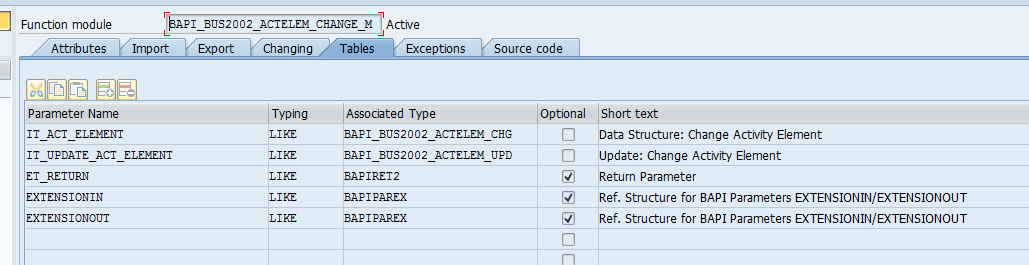 Function module BAPI_BUS2002_ACTELEM_CHANGE_M Active
Attributes Import Export Changing Tables Exceptions Source code
Parameter Name Typing Associated Type Optional Short text
IT_ACT_ELEMENT LIKE BAPI_BUS2002_ACTELEM_CHG Data Structure: Change Activity Element
IT_UPDATE_ACT_ELEMENT LIKE BAPI_BUS2002_ACTELEM_UPD Update: Change Activity Element
ET_RETURN LIKE BAPIRET2 Return Parameter
EXTENSIONIN LIKE BAPIPAREX Ref. Structure for BAPI Parameters EXTENSIONIN/EXTENSIONOUT
EXTENSIONOUT LIKE BAPIPAREX Ref. Structure for BAPI Parameters EXTENSIONIN/EXTENSIONOUT